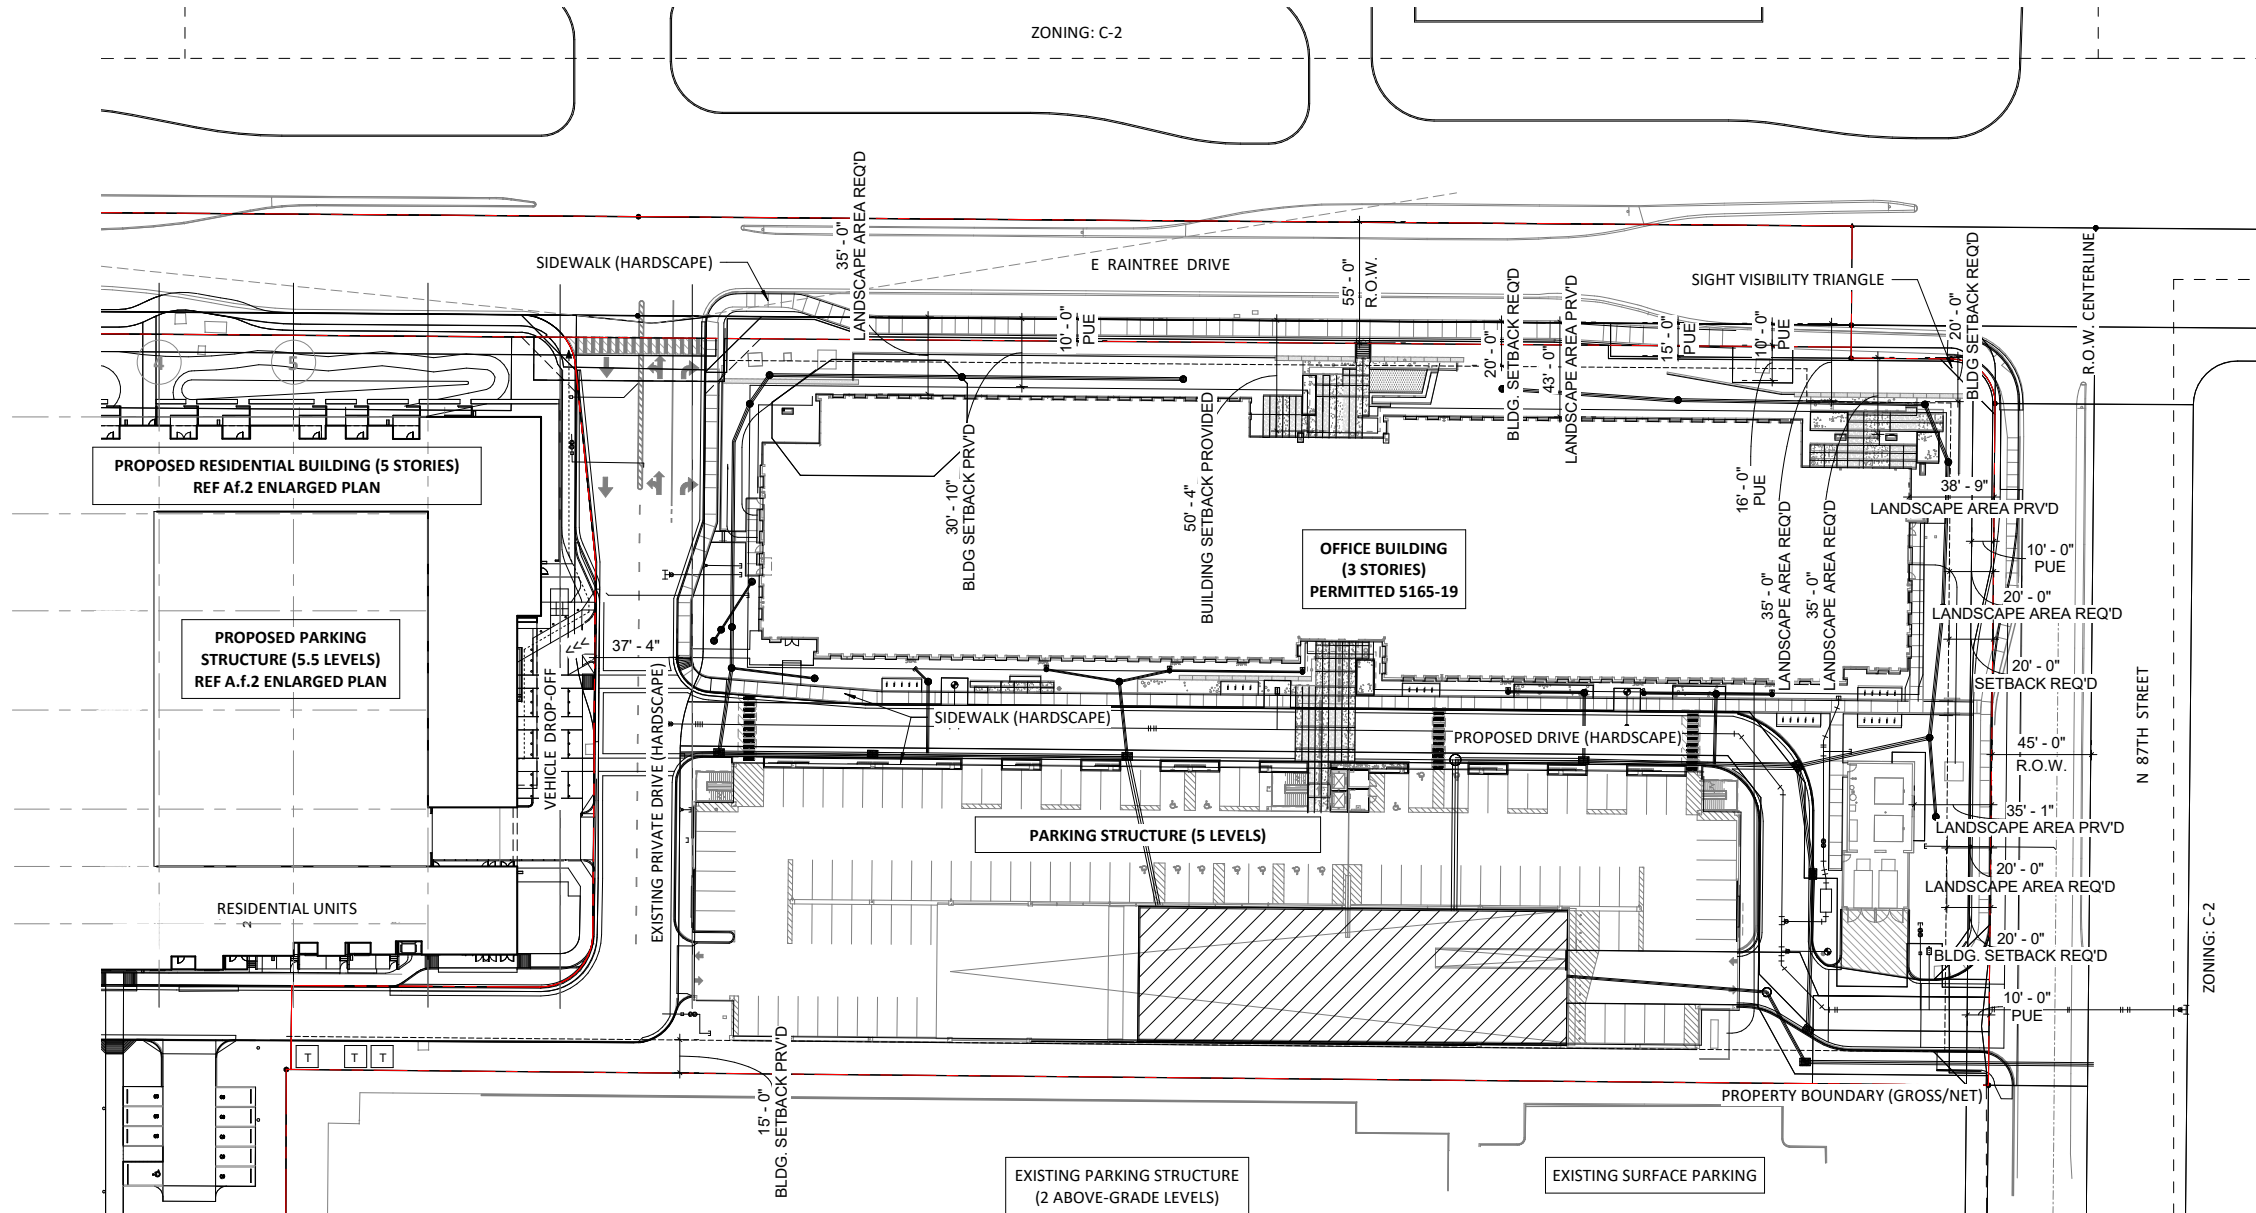 ZONING: C-2
35' - 0"
LANDSCAPE AREA REQ'D
SIDEWALK (HARDSCAPE)
E RAINTREE DRIVE
55' - 0"
R.O.W.
SIGHT VISIBILITY TRIANGLE
20' - 0"
BLDG SETBACK REQ'D
R.O.W. CENTERLINE
10' - 0"
PUE
20' - 0"
BLDG. SETBACK REQ'D
43' - 0"
LANDSCAPE AREA PRV'D
15' - 0"
PUE
10' - 0"
PUE
4
5
PROPOSED RESIDENTIAL BUILDING (5 STORIES)
REF Af.2 ENLARGED PLAN
30' - 10"
BLDG SETBACK PRV'D
50' - 4"
BUILDING SETBACK PROVIDED
16' - 0"
PUE
35' - 0"
LANDSCAPE AREA REQ'D
35' - 0"
LANDSCAPE AREA REQ'D
38' - 9"
LANDSCAPE AREA PRV'D
OFFICE BUILDING
(3 STORIES)
PERMITTED 5165-19
10' - 0"
PUE
20' - 0"
LANDSCAPE AREA REQ'D
PROPOSED PARKING
STRUCTURE (5.5 LEVELS)
REF A.f.2 ENLARGED PLAN
37' - 4"
20' - 0"
SETBACK REQ'D
VEHICLE DROP-OFF
EXISTING PRIVATE DRIVE (HARDSCAPE)
SIDEWALK (HARDSCAPE)
PROPOSED DRIVE (HARDSCAPE)
45' - 0"
R.O.W.
N 87TH STREET
PARKING STRUCTURE (5 LEVELS)
35' - 1"
LANDSCAPE AREA PRV'D
20' - 0"
LANDSCAPE AREA REQ'D
RESIDENTIAL UNITS
2
20' - 0"
BLDG. SETBACK REQ'D
ZONING: C-2
10' - 0"
PUE
T
T
T
15' - 0"
BLDG. SETBACK PRV'D
PROPERTY BOUNDARY (GROSS/NET)
EXISTING PARKING STRUCTURE
(2 ABOVE-GRADE LEVELS)
EXISTING SURFACE PARKING